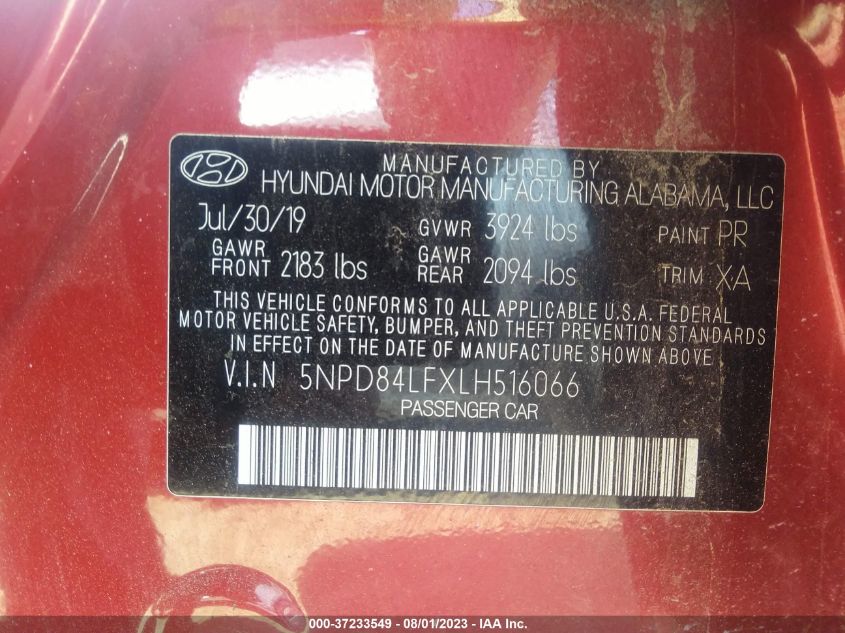 MANUFACTURED BY
HYUNDAI MOTOR MANUFACTURING ALABAMA, LLC
Jul/30/19 GVWR 3924 lbs PAINT PR
GAWR FRONT 2183 lbs GAWR REAR 2094 lbs TRIM XA
THIS VEHICLE CONFORMS TO ALL APPLICABLE U.S.A. FEDERAL
MOTOR VEHICLE SAFETY, BUMPER, AND THEFT PREVENTION STANDARDS
IN EFFECT ON THE DATE OF MANUFACTURE SHOWN ABOVE
V.I.N 5NPD84LFXLH516066
PASSENGER CAR
000-37233549 - 08/01/2023 - IAA Inc.